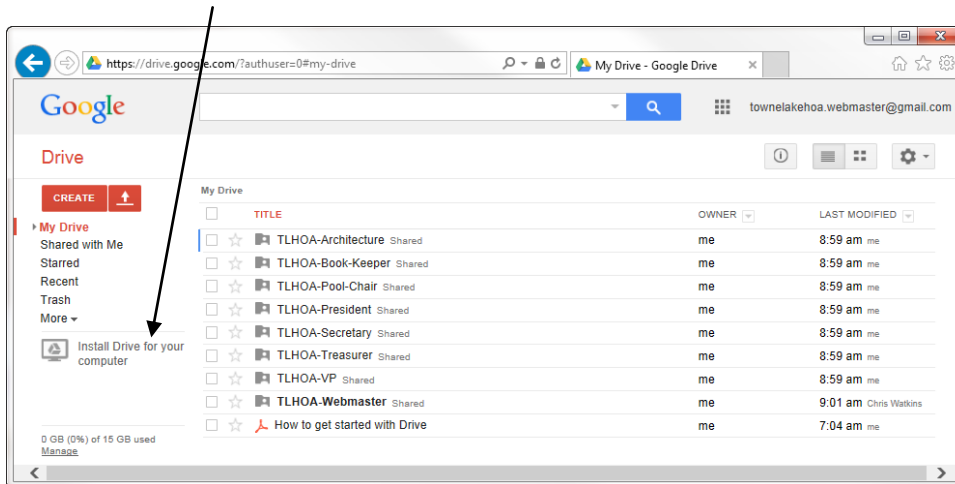 https://drive.google.com/?authuser=0#my-drive
My Drive - Google Drive
Google
townelakehoa.webmaster@gmail.com
Drive
CREATE
My Drive
Shared with Me
Starred
Recent
Trash
More
Install Drive for your
computer
0 GB (0%) of 15 GB used
Manage
My Drive
TITLE OWNER LAST MODIFIED
TLHOA-Architecture Shared me 8:59 am me
TLHOA-Book-Keeper Shared me 8:59 am me
TLHOA-Pool-Chair Shared me 8:59 am me
TLHOA-President Shared me 8:59 am me
TLHOA-Secretary Shared me 8:59 am me
TLHOA-Treasurer Shared me 8:59 am me
TLHOA-VP Shared me 8:59 am me
TLHOA-Webmaster Shared me 9:01 am Chris Watkins
How to get started with Drive me 7:04 am me